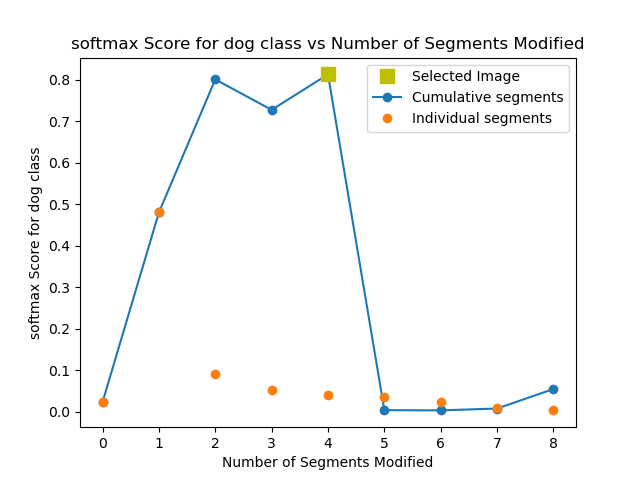 softmax Score for dog class vs Number of Segments Modified
Selected Image
Cumulative segments
Individual segments
softmax Score for dog class
0.8
0.7
0.6
0.5
0.4
0.3
0.2
0.1
0.0
0 1 2 3 4 5 6 7 8
Number of Segments Modified